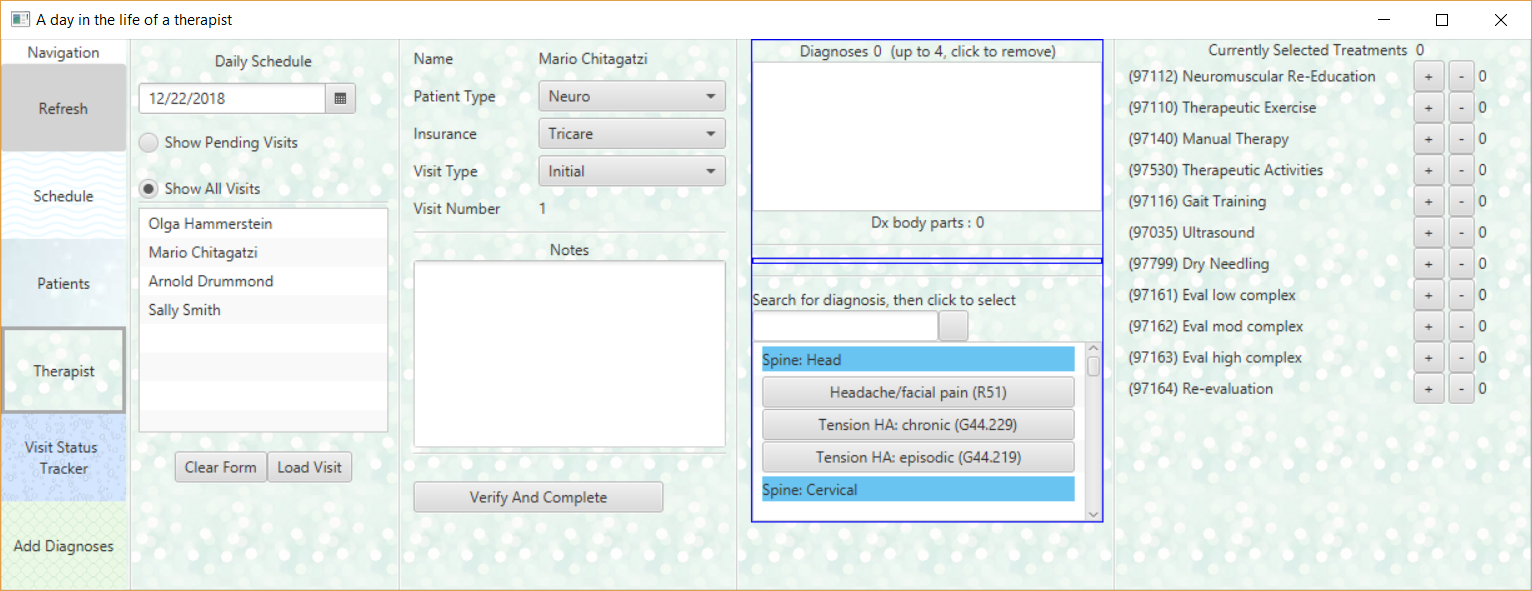 A day in the life of a therapist
Navigation
Refresh
Schedule
Patients
Therapist
Visit Status
Tracker
Add Diagnoses
Daily Schedule
12/22/2018
Show Pending Visits
Show All Visits
Olga Hammerstein
Mario Chitagatzi
Arnold Drummond
Sally Smith
Clear Form
Load Visit
Name Mario Chitagatzi
Patient Type Neuro
Insurance Tricare
Visit Type Initial
Visit Number 1
Notes
Verify And Complete
Diagnoses 0 (up to 4, click to remove)
Dx body parts : 0
Search for diagnosis, then click to select
Spine: Head
Headache/facial pain (R51)
Tension HA: chronic (G44.229)
Tension HA: episodic (G44.219)
Spine: Cervical
Currently Selected Treatments 0
(97112) Neuromuscular Re-Education + - 0
(97110) Therapeutic Exercise + - 0
(97140) Manual Therapy + - 0
(97530) Therapeutic Activities + - 0
(97116) Gait Training + - 0
(97035) Ultrasound + - 0
(97799) Dry Needling + - 0
(97161) Eval low complex + - 0
(97162) Eval mod complex + - 0
(97163) Eval high complex + - 0
(97164) Re-evaluation + - 0